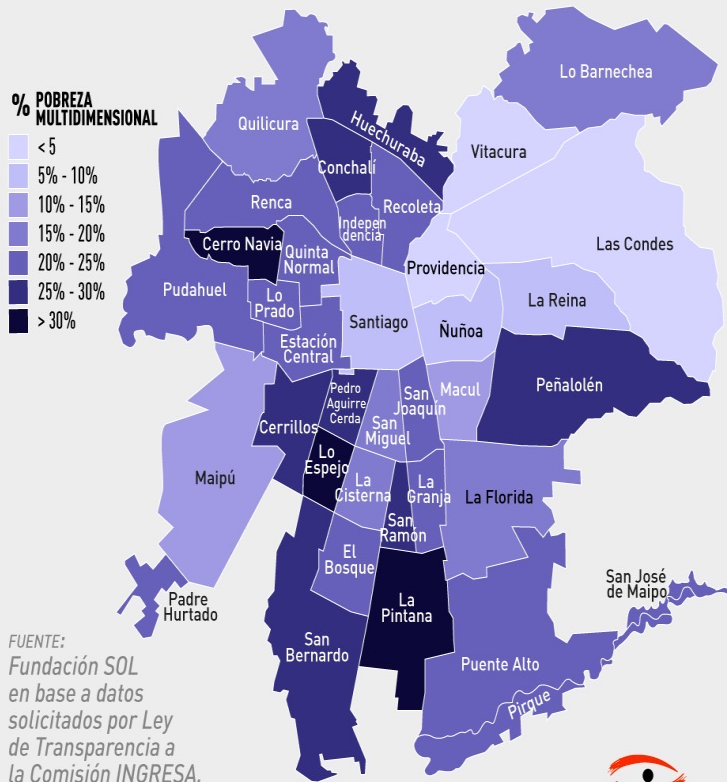 % POBREZA
MULTIDIMENSIONAL
< 5
5% - 10%
10% - 15%
15% - 20%
20% - 25%
25% - 30%
> 30%
Lo Barnechea
Quilicura
Huechuraba
Vitacura
Conchalí
Renca
Recoleta
Indepen
dencia
Las Condes
Cerro Navia
Quinta
Normal
Providencia
Pudahuel
Lo
Prado
La Reina
Santiago
Ñuñoa
Estación
Central
Peñalolén
Pedro
Aguirre
Cerda
San
Joaquín
Macul
Cerrillos
San
Miguel
Lo
Espejo
Maipú
La
Cisterna
La
Granja
La Florida
San
Ramón
El
Bosque
Padre
Hurtado
La
Pintana
San José
de Maipo
San
Bernardo
Puente Alto
Pirque
FUENTE:
Fundación SOL
en base a datos
solicitados por Ley
de Transparencia a
la Comisión INGRESA.